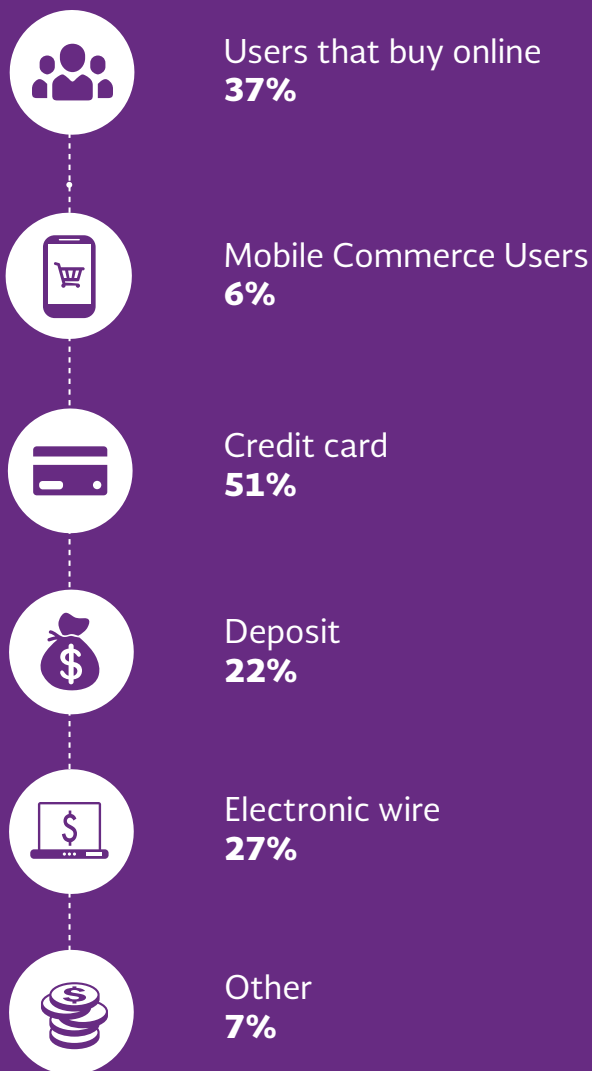 Users that buy online
37%
Mobile Commerce Users
6%
Credit card
51%
Deposit
$
22%
Electronic wire
$
27%
Other
$
7%